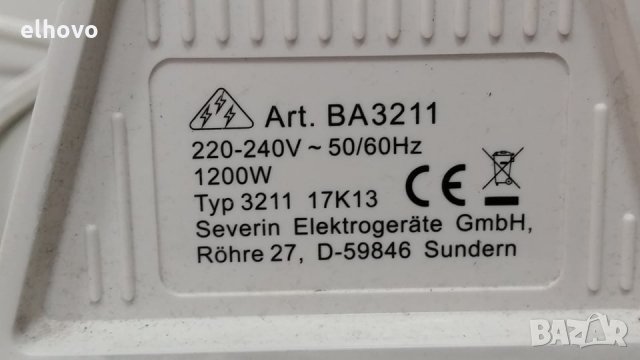 elhovo
Art. BA3211
220-240V ~ 50/60Hz
1200W
Typ 3211 17K13 CE
Severin Elektrogeräte GmbH,
Röhre 27, D-59846 Sundern
BAZAR